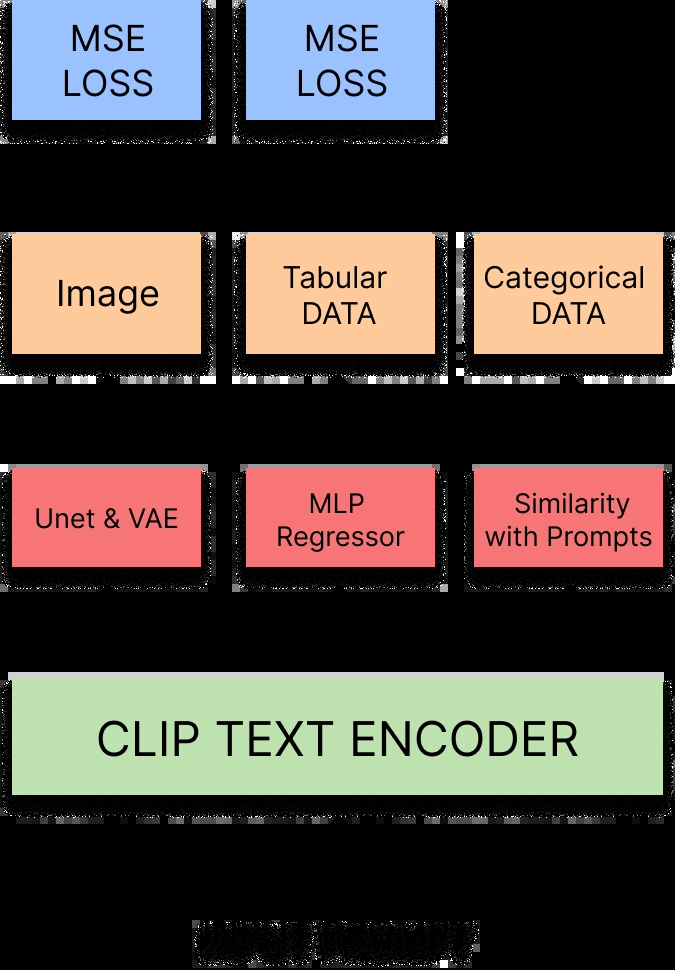 MSE
LOSS
MSE
LOSS
Image
Tabular
DATA
Categorical
DATA
Unet & VAE
MLP
Regressor
Similarity
with Prompts
CLIP TEXT ENCODER